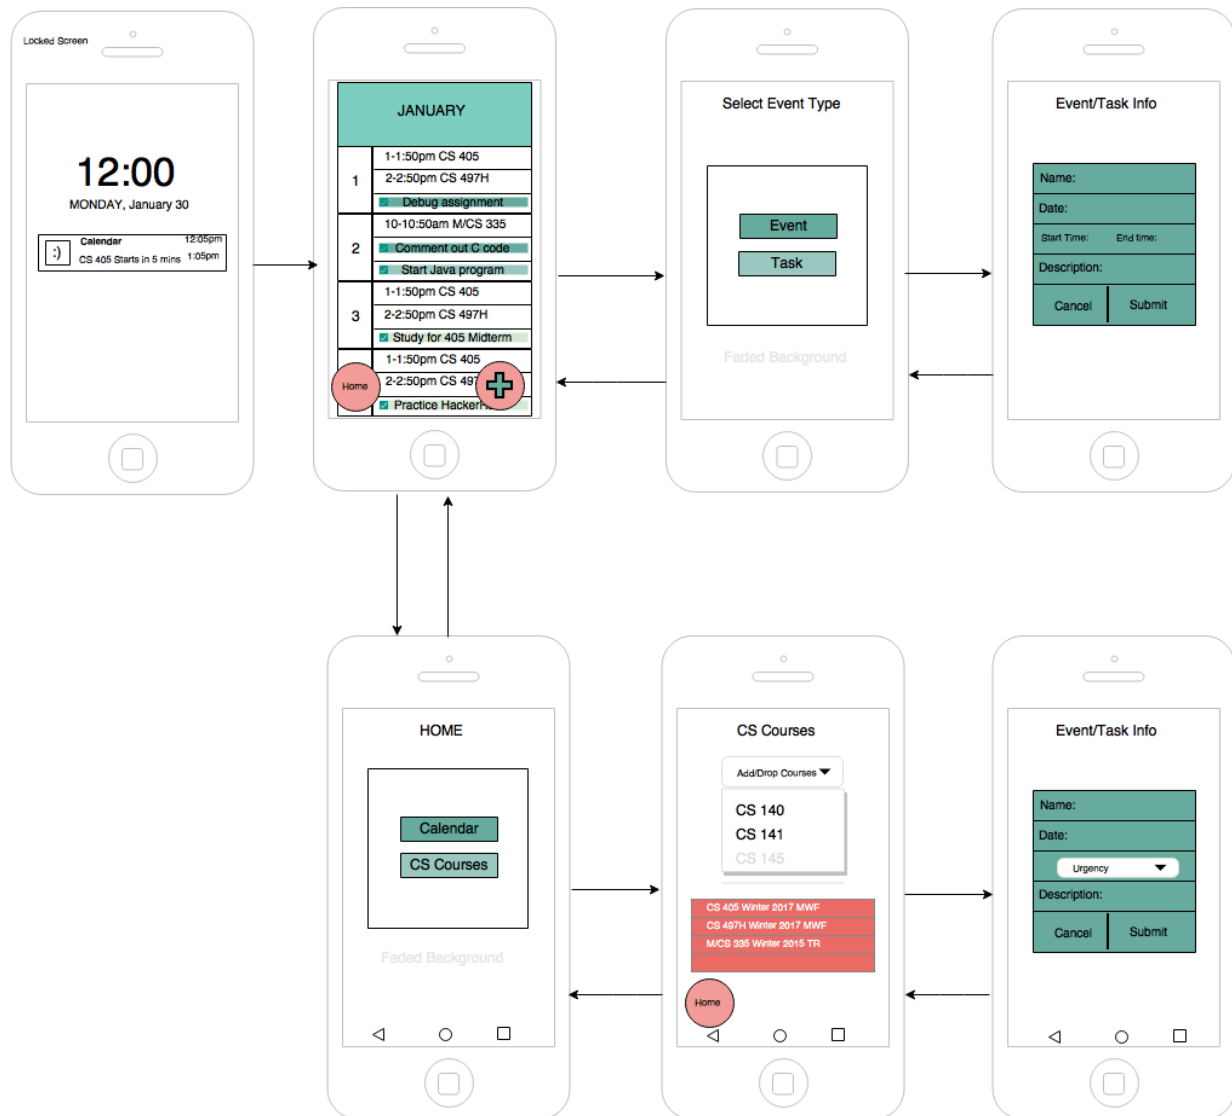 Locked Screen
12:00
MONDAY, January 30
:)
Calendar 12:05pm
CS 405 Starts in 5 mins 1:05pm
JANUARY
1
1-1:50pm CS 405
2-2:50pm CS 497H
Debug assignment
2
10-10:50am M/CS 335
Comment out C code
Start Java program
3
1-1:50pm CS 405
2-2:50pm CS 497H
Study for 405 Midterm
1-1:50pm CS 405
2-2:50pm CS 497
Practice
Home
Select Event Type
Event
Task
Faded Background
Event/Task Info
Name:
Date:
Start Time: End time:
Description:
Cancel Submit
HOME
Calendar
CS Courses
Faded Background
CS Courses
Add/Drop Courses
CS 140
CS 141
CS 145
CS 405 Winter 2017 MWF
CS 497H Winter 2017 MWF
M/CS 335 Winter 2015 TR
Home
Event/Task Info
Name:
Date:
Urgency
Description:
Cancel Submit